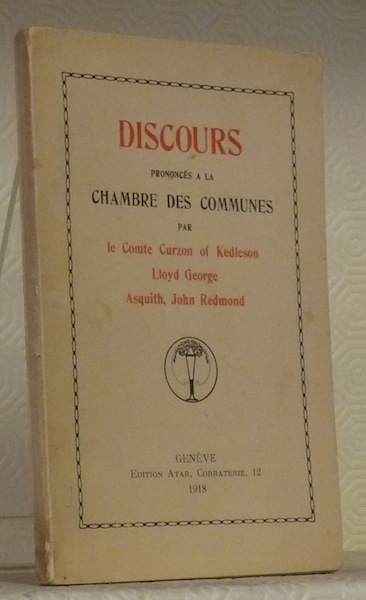 DISCOURS
PRONONCÉS A LA
CHAMBRE DES COMMUNES
PAR
le Comte Curzon of Kedleson
Lloyd George
Asquith, John Redmond
GENÈVE
EDITION ATAR, CORRATERIE, 12
1918